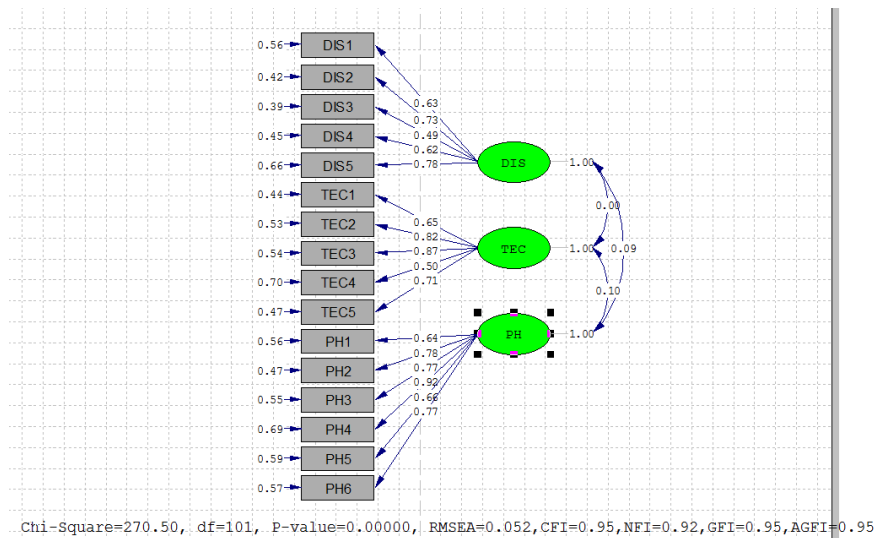 0.56 DIS1
0.42 DIS2
0.63
0.39 DIS3
0.73
0.49
0.45 DIS4
0.62
0.66 DIS5 0.78 DIS 1.00
0.44 TEC1
0.00
0.53 TEC2 0.65
0.82
0.54 TEC3 0.87 TEC 1.00 0.09
0.50
0.70 TEC4 0.71
0.10
0.47 TEC5
0.56 PH1 0.64 PH 1.00
0.78
0.47 PH2 0.77
0.92
0.55 PH3 0.66
0.77
0.69 PH4
0.59 PH5
0.57 PH6
Chi-Square=270.50, df=101, P-value=0.00000, RMSEA=0.052,CFI=0.95,NFI=0.92,GFI=0.95,AGFI=0.95